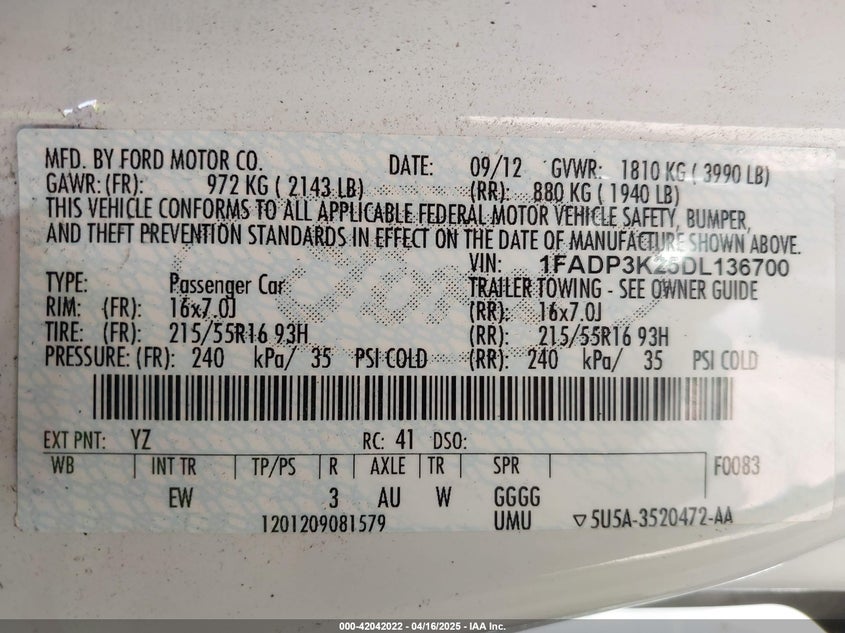 MFD. BY FORD MOTOR CO. DATE: 09/12 GVWR: 1810 KG ( 3990 LB)
GAWR: (FR): 972 KG ( 2143 LB) (RR): 880 KG ( 1940 LB)
THIS VEHICLE CONFORMS TO ALL APPLICABLE FEDERAL MOTOR VEHICLE SAFETY, BUMPER,
AND THEFT PREVENTION STANDARDS IN EFFECT ON THE DATE OF MANUFACTURE SHOWN ABOVE.
VIN: 1FADP3K25DL136700
TYPE: Passenger Car TRAILER TOWING - SEE OWNER GUIDE
RIM: (FR): 16x7.0J (RR): 16x7.0J
TIRE: (FR): 215/55R16 93H (RR): 215/55R16 93H
PRESSURE: (FR): 240 kPa/ 35 PSI COLD (RR): 240 kPa/ 35 PSI COLD
EXT PNT: YZ RC: 41 DSO:
WB INT TR TP/PS R AXLE TR SPR F0083
EW 3 AU W GGGG
1201209081579 UMU ▽5U5A-3520472-AA
000-42042022 - 04/16/2025 - IAA Inc.